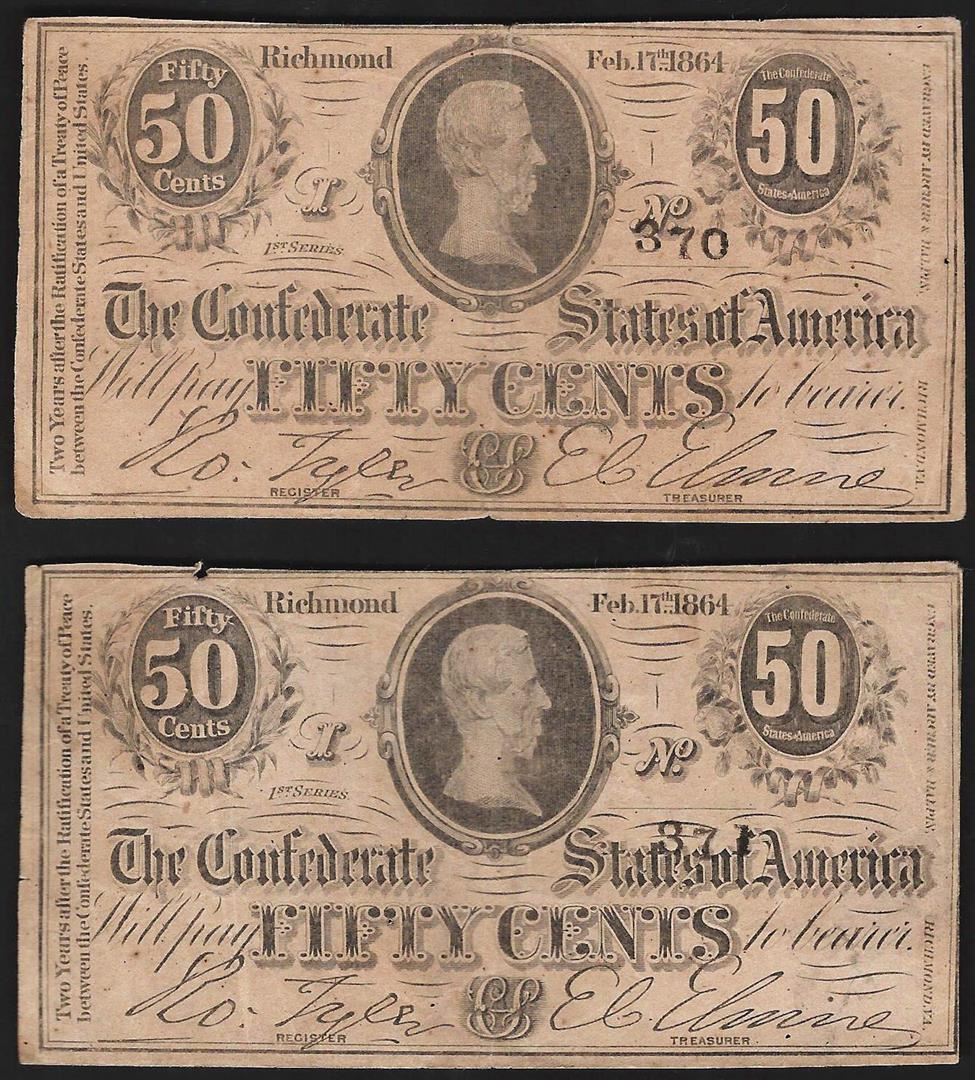 Two Years after the Ratification of a Treaty of Peace
between the Confederate States and United States.
Fifty
50
Cents
Richmond
Feb. 17th 1864
The Confederate
50
States of America
H
1ST SERIES
No
370
ENGRAVED BY ARCHER & HALPIN,
RICHMOND, VA.
The Confederate States of America
Will pay FIFTY CENTS to bearer.
Ro. Tyler
CS
E C Elmore
REGISTER
TREASURER
Two Years after the Ratification of a Treaty of Peace
between the Confederate States and United States.
Fifty
50
Cents
Richmond
Feb. 17th 1864
The Confederate
50
States of America
H
1ST SERIES
No.
371
ENGRAVED BY ARCHER & HALPIN,
RICHMOND, VA.
The Confederate States of America
Will pay FIFTY CENTS to bearer.
Ro. Tyler
CS
E C Elmore
REGISTER
TREASURER